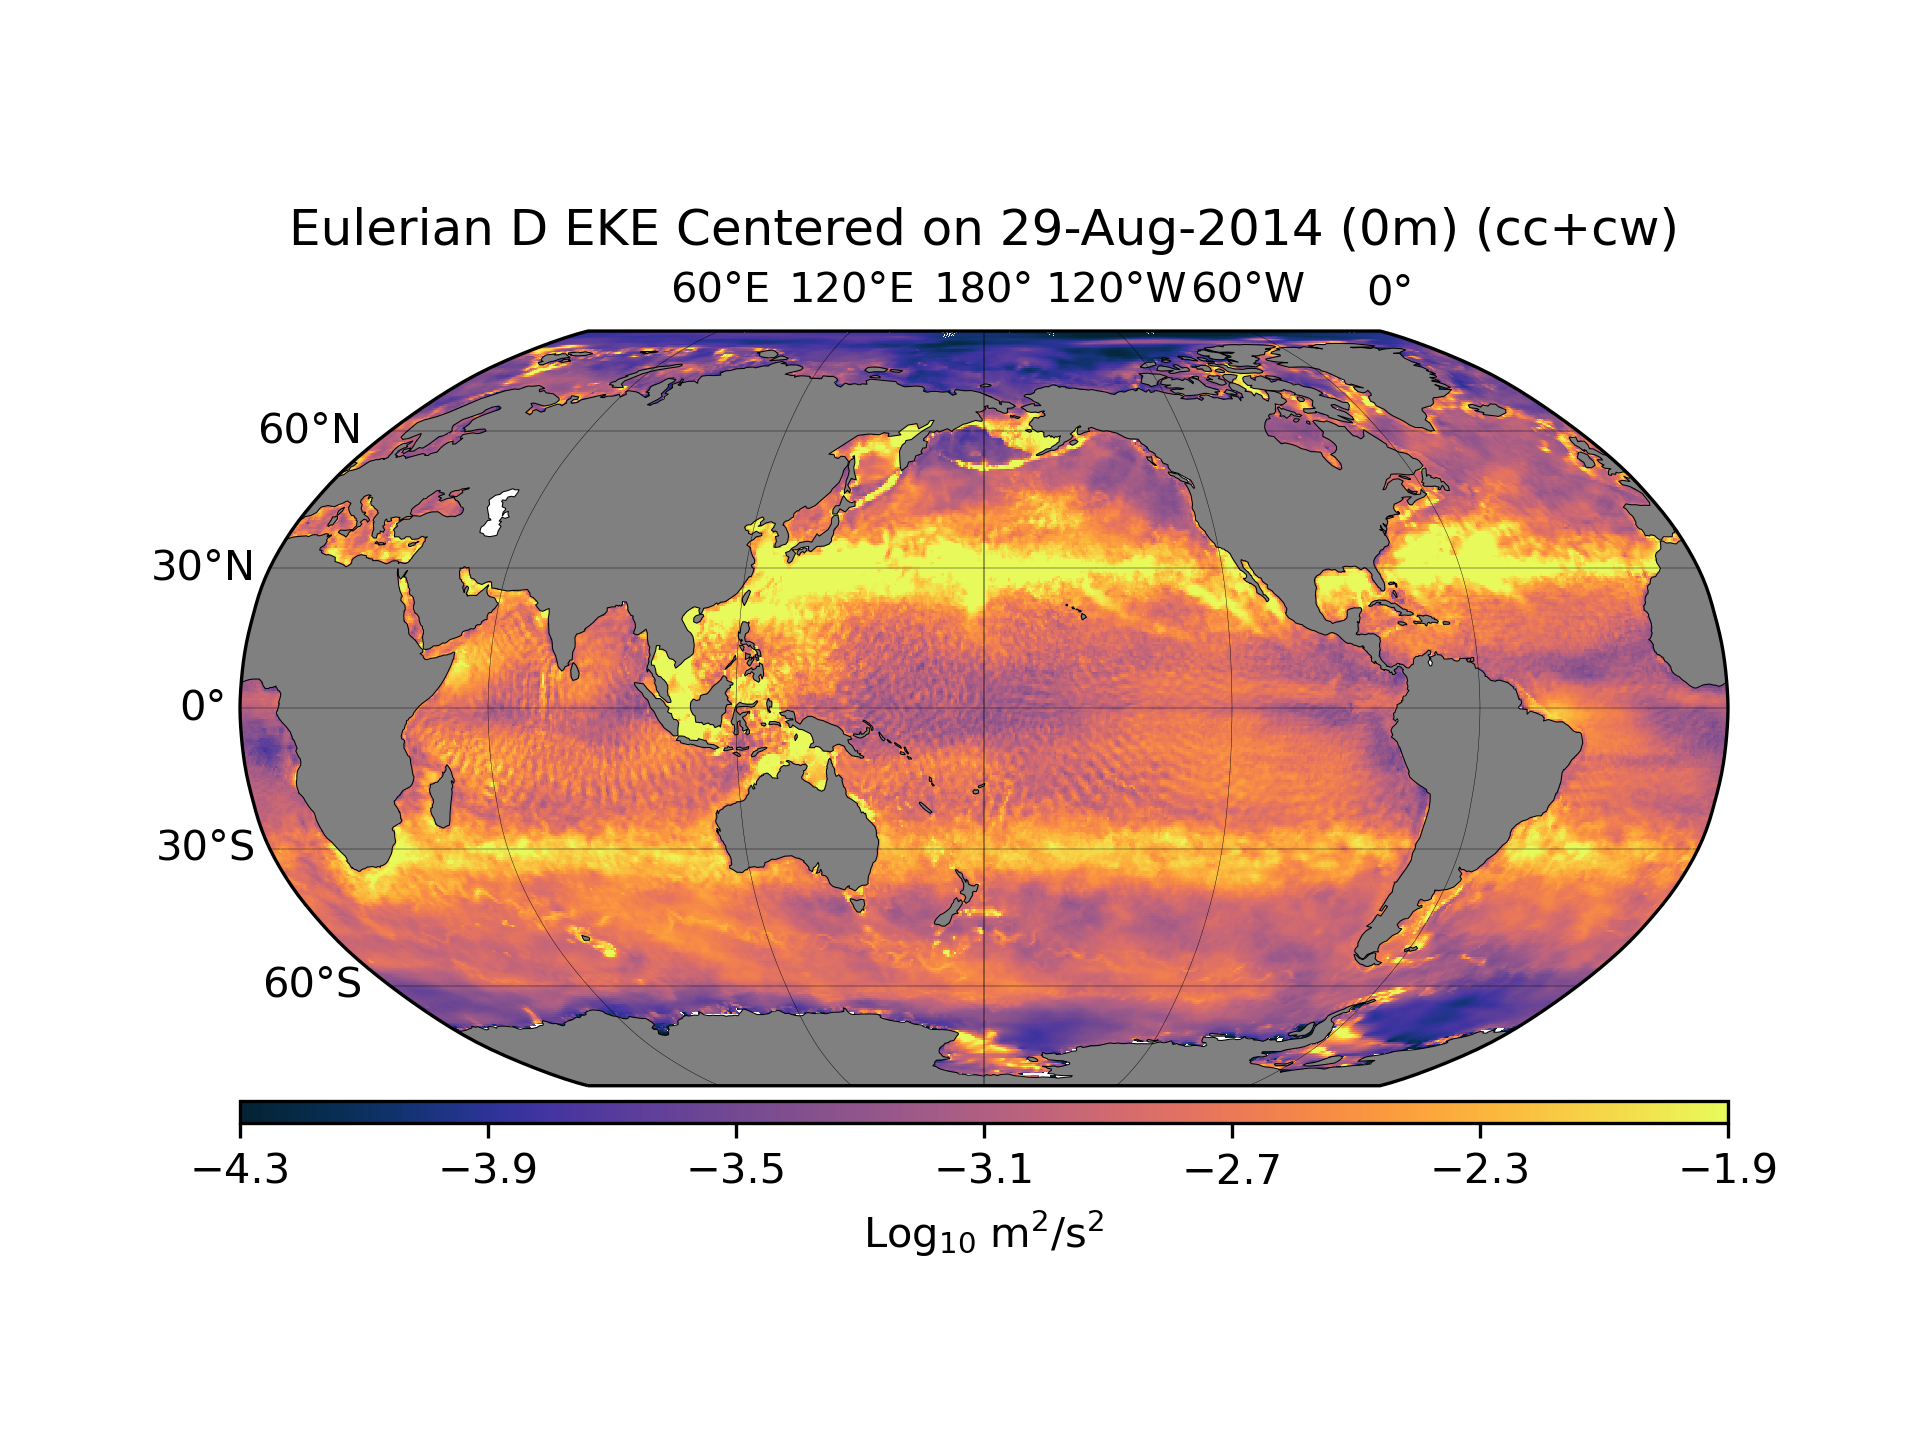 Eulerian D EKE Centered on 29-Aug-2014 (0m) (cc+cw)
60°E 120°E 180° 120°W 60°W 0°
60°N
30°N
0°
30°S
60°S
−4.3 −3.9 −3.5 −3.1 −2.7 −2.3 −1.9
Log₁₀ m²/s²